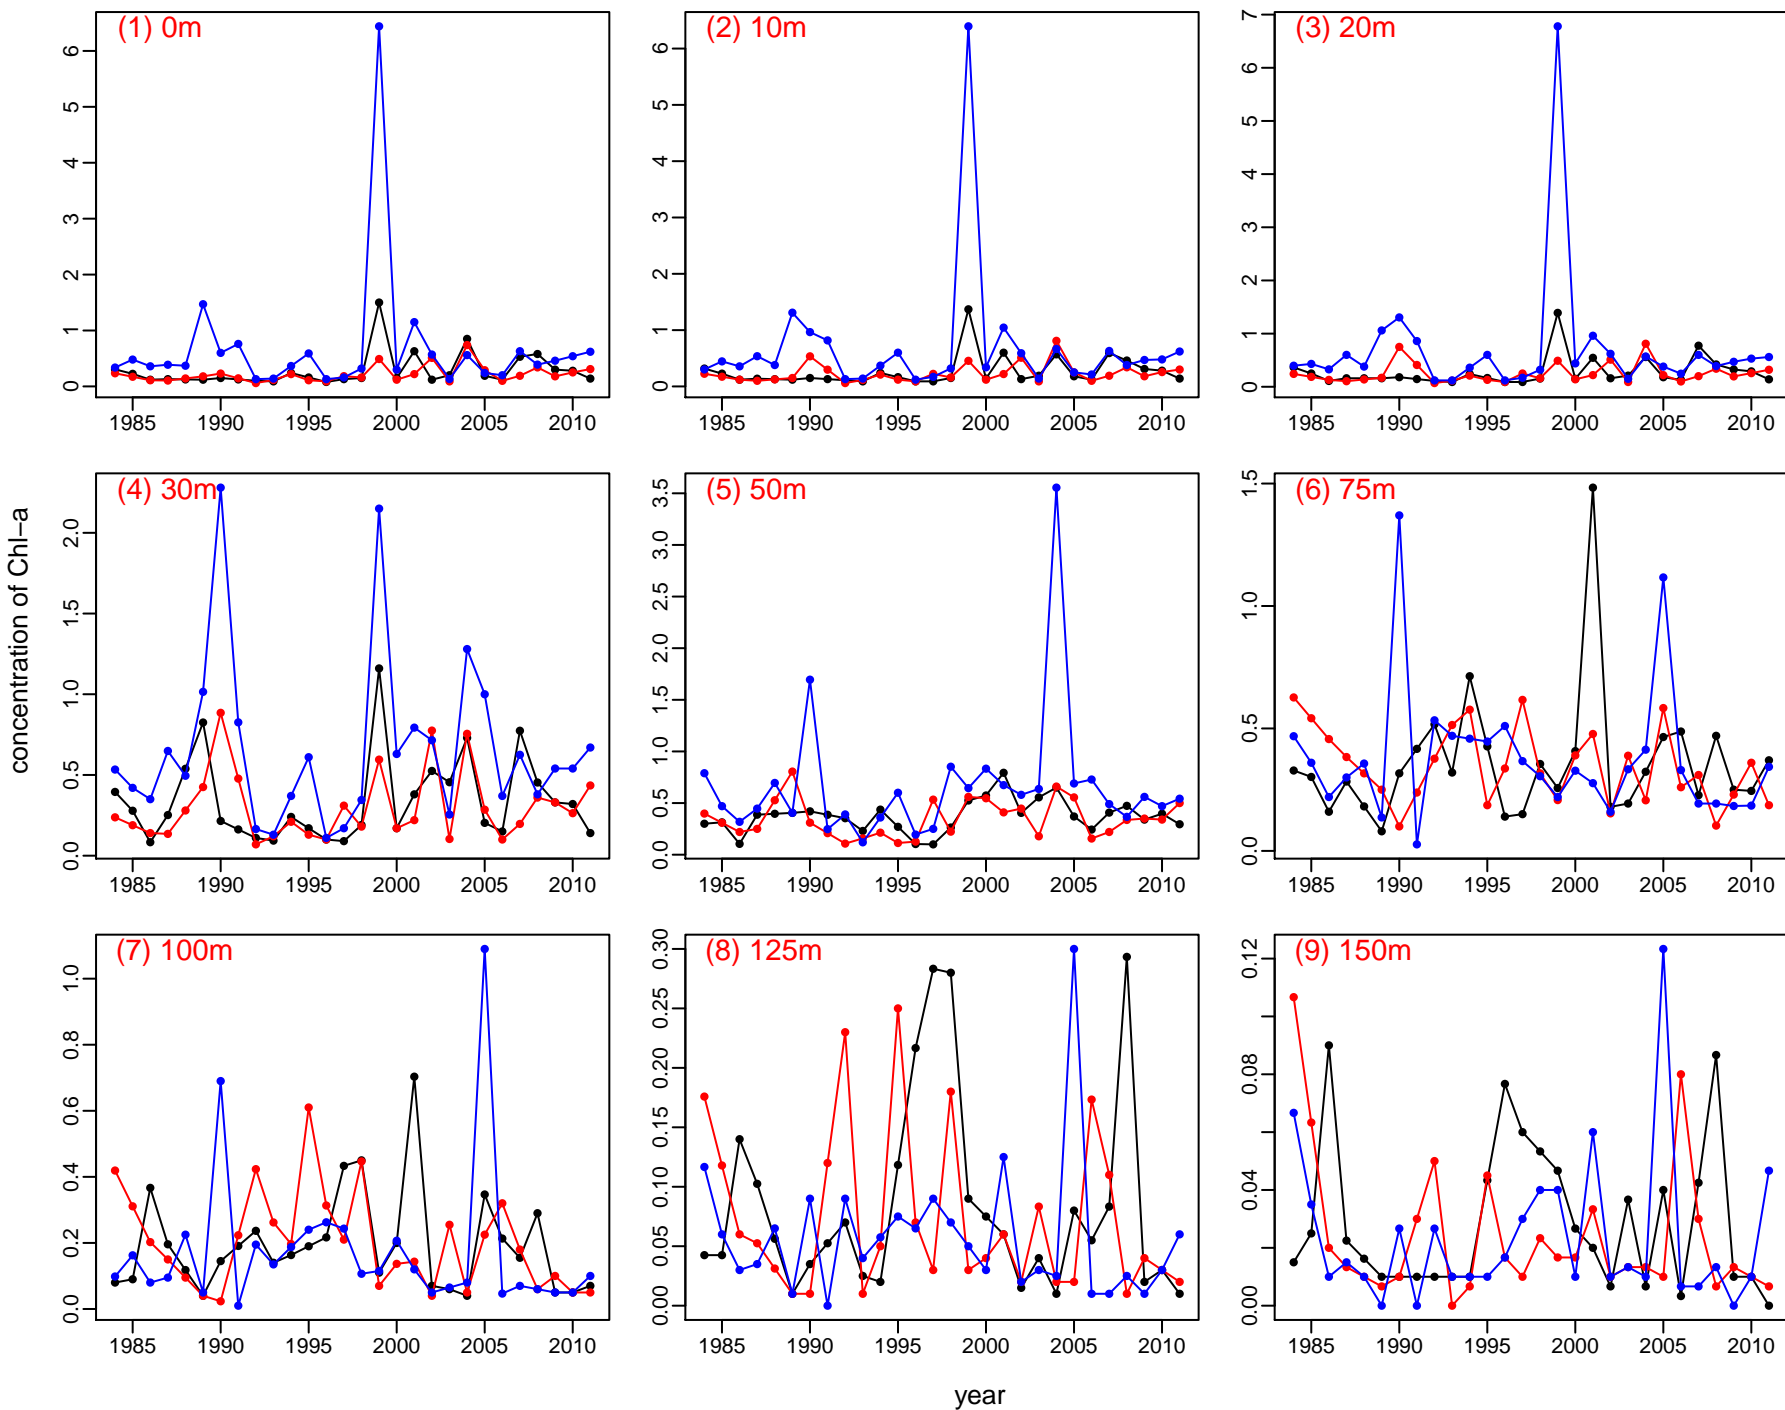 (1) 0m
0 1 2 3 4 5 6
1985 1990 1995 2000 2005 2010
(2) 10m
0 1 2 3 4 5 6
1985 1990 1995 2000 2005 2010
(3) 20m
0 1 2 3 4 5 6 7
1985 1990 1995 2000 2005 2010
concentration of Chl−a
(4) 30m
0.0 0.5 1.0 1.5 2.0
1985 1990 1995 2000 2005 2010
(5) 50m
0.0 0.5 1.0 1.5 2.0 2.5 3.0 3.5
1985 1990 1995 2000 2005 2010
(6) 75m
0.0 0.5 1.0 1.5
1985 1990 1995 2000 2005 2010
(7) 100m
0.0 0.2 0.4 0.6 0.8 1.0
1985 1990 1995 2000 2005 2010
(8) 125m
0.00 0.05 0.10 0.15 0.20 0.25 0.30
1985 1990 1995 2000 2005 2010
(9) 150m
0.00 0.04 0.08 0.12
1985 1990 1995 2000 2005 2010
year